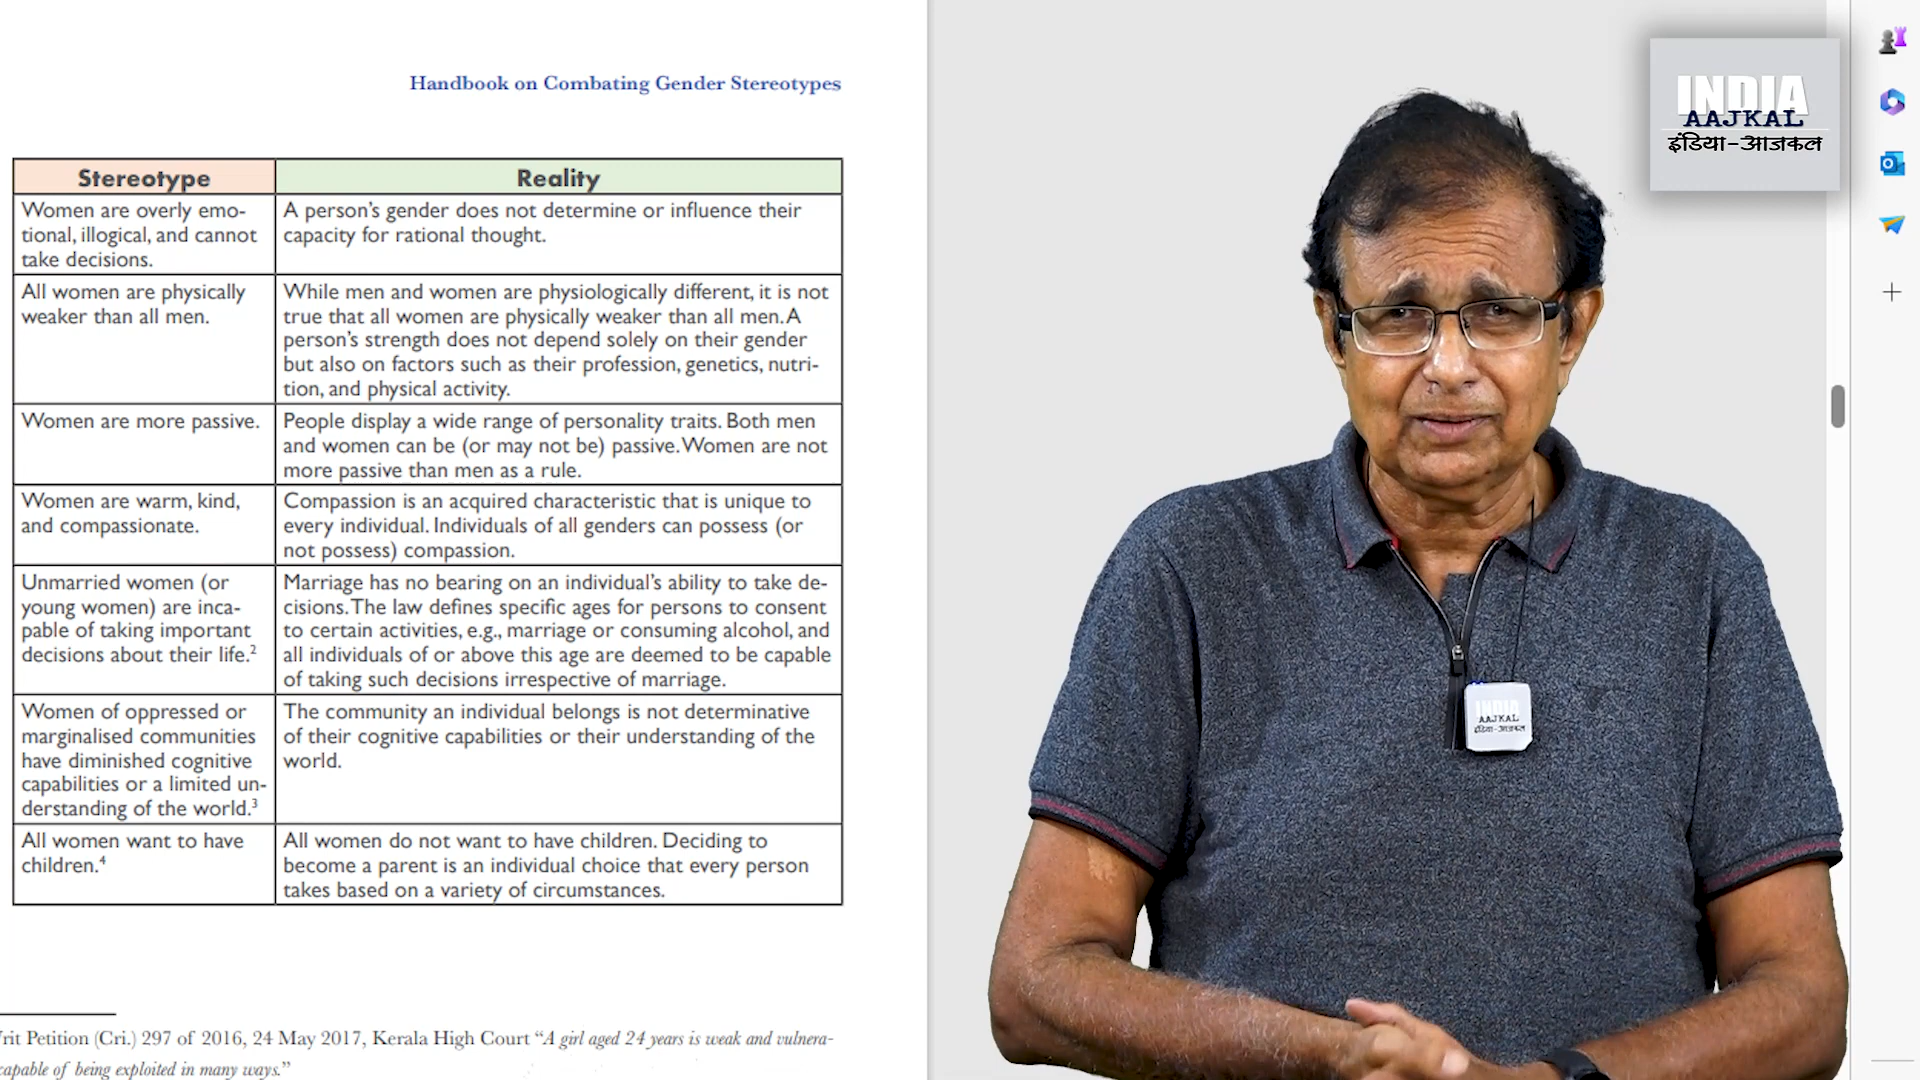 Handbook on Combating Gender Stereotypes
Stereotype
Reality
Women are overly emo-
tional, illogical, and cannot
take decisions.
A person's gender does not determine or influence their
capacity for rational thought.
All women are physically
weaker than all men.
While men and women are physiologically different, it is not
true that all women are physically weaker than all men. A
person's strength does not depend solely on their gender
but also on factors such as their profession, genetics, nutri-
tion, and physical activity.
Women are more passive.
People display a wide range of personality traits. Both men
and women can be (or may not be) passive. Women are not
more passive than men as a rule.
Women are warm, kind,
and compassionate.
Compassion is an acquired characteristic that is unique to
every individual. Individuals of all genders can possess (or
not possess) compassion.
Unmarried women (or
young women) are inca-
pable of taking important
decisions about their life.²
Marriage has no bearing on an individual's ability to take de-
cisions. The law defines specific ages for persons to consent
to certain activities, e.g., marriage or consuming alcohol, and
all individuals of or above this age are deemed to be capable
of taking such decisions irrespective of marriage.
Women of oppressed or
marginalised communities
have diminished cognitive
capabilities or a limited un-
derstanding of the world.³
The community an individual belongs is not determinative
of their cognitive capabilities or their understanding of the
world.
All women want to have
children.⁴
All women do not want to have children. Deciding to
become a parent is an individual choice that every person
takes based on a variety of circumstances.
rit Petition (Cri.) 297 of 2016, 24 May 2017, Kerala High Court "A girl aged 24 years is weak and vulnera-
capable of being exploited in many ways."
INDIA
AAJKAL
इंडिया-आजकल
INDIA
AAJKAL
इंडिया-आजकल